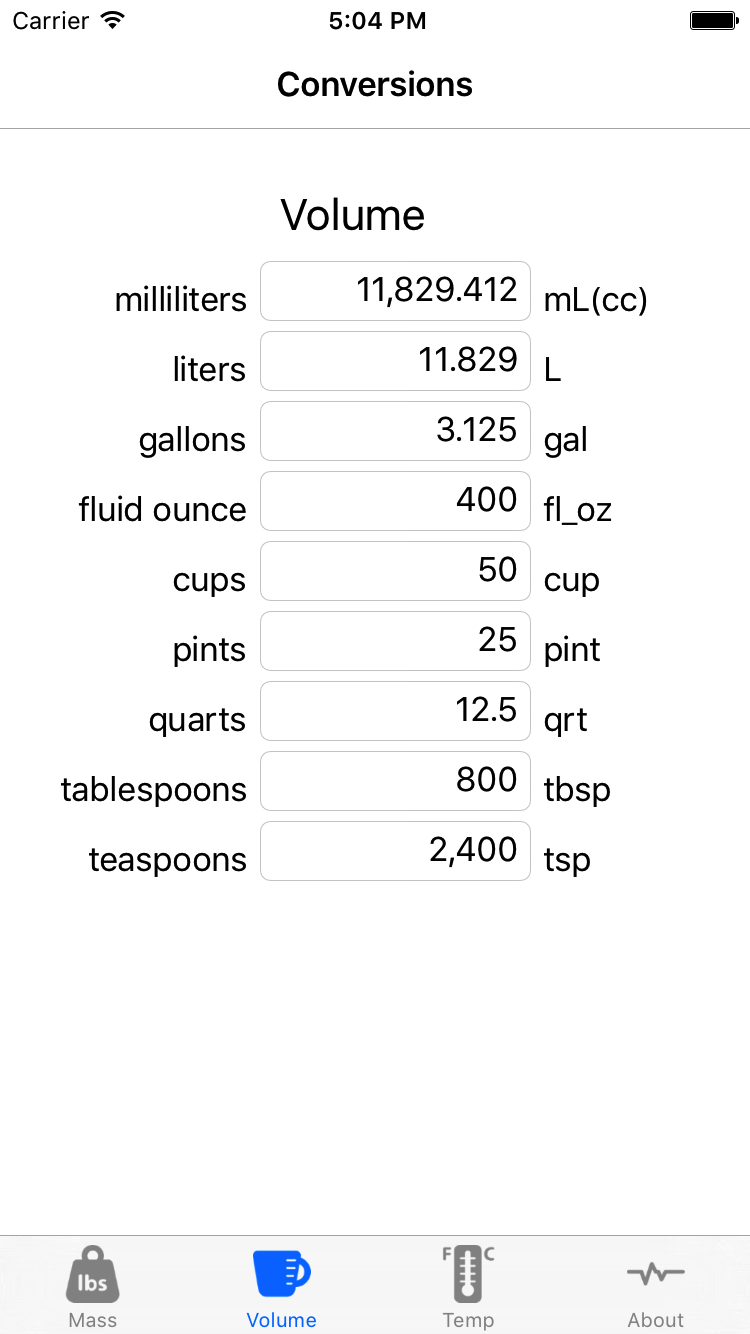 Carrier 5:04 PM
Conversions
Volume
milliliters 11,829.412 mL(cc)
liters 11.829 L
gallons 3.125 gal
fluid ounce 400 fl_oz
cups 50 cup
pints 25 pint
quarts 12.5 qrt
tablespoons 800 tbsp
teaspoons 2,400 tsp
lbs F C
Mass Volume Temp About